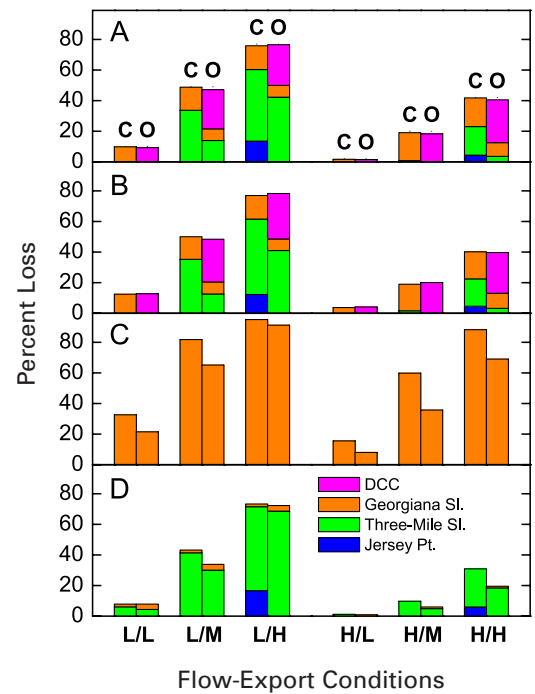 A
C O
C O
C O
C O
C O
C O
80
60
40
20
0
B
80
60
40
20
0
C
80
60
40
20
0
D
80
60
40
20
0
DCC
Georgiana Sl.
Three-Mile Sl.
Jersey Pt.
L/L L/M L/H H/L H/M H/H
Percent Loss
Flow-Export Conditions